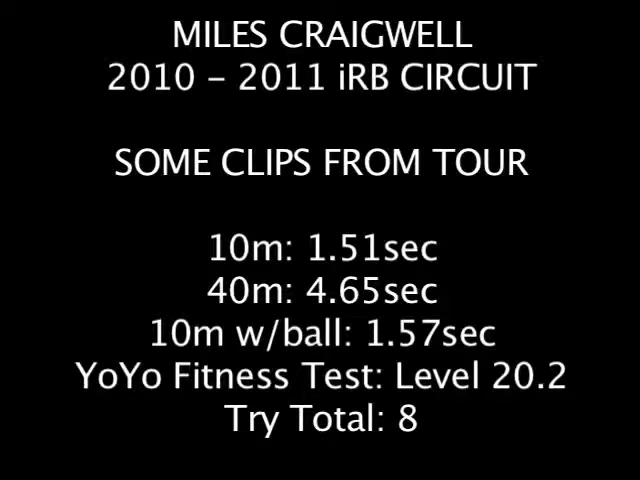 MILES CRAIGWELL
2010 - 2011 iRB CIRCUIT
SOME CLIPS FROM TOUR
10m: 1.51sec
40m: 4.65sec
10m w/ball: 1.57sec
YoYo Fitness Test: Level 20.2
Try Total: 8